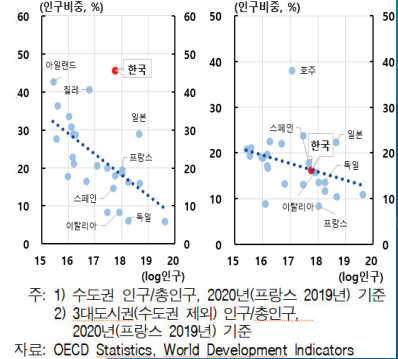 (인구비중, %) (인구비중, %)
60 50 50
50 아일랜드 한국 40 호주 40
칠레
40 30 스페인 한국 일본 30
30 일본
20 프랑스 20 독일 20
10 스페인 이탈리아 독일 10 이탈리아 프랑스 10
0 0 0
15 16 17 18 19 20 15 16 17 18 19 20
(log인구) (log인구)
주: 1) 수도권 인구/총인구, 2020년(프랑스 2019년) 기준
2) 3대도시권(수도권 제외) 인구/총인구,
2020년(프랑스 2019년) 기준
자료: OECD Statistics, World Development Indicators